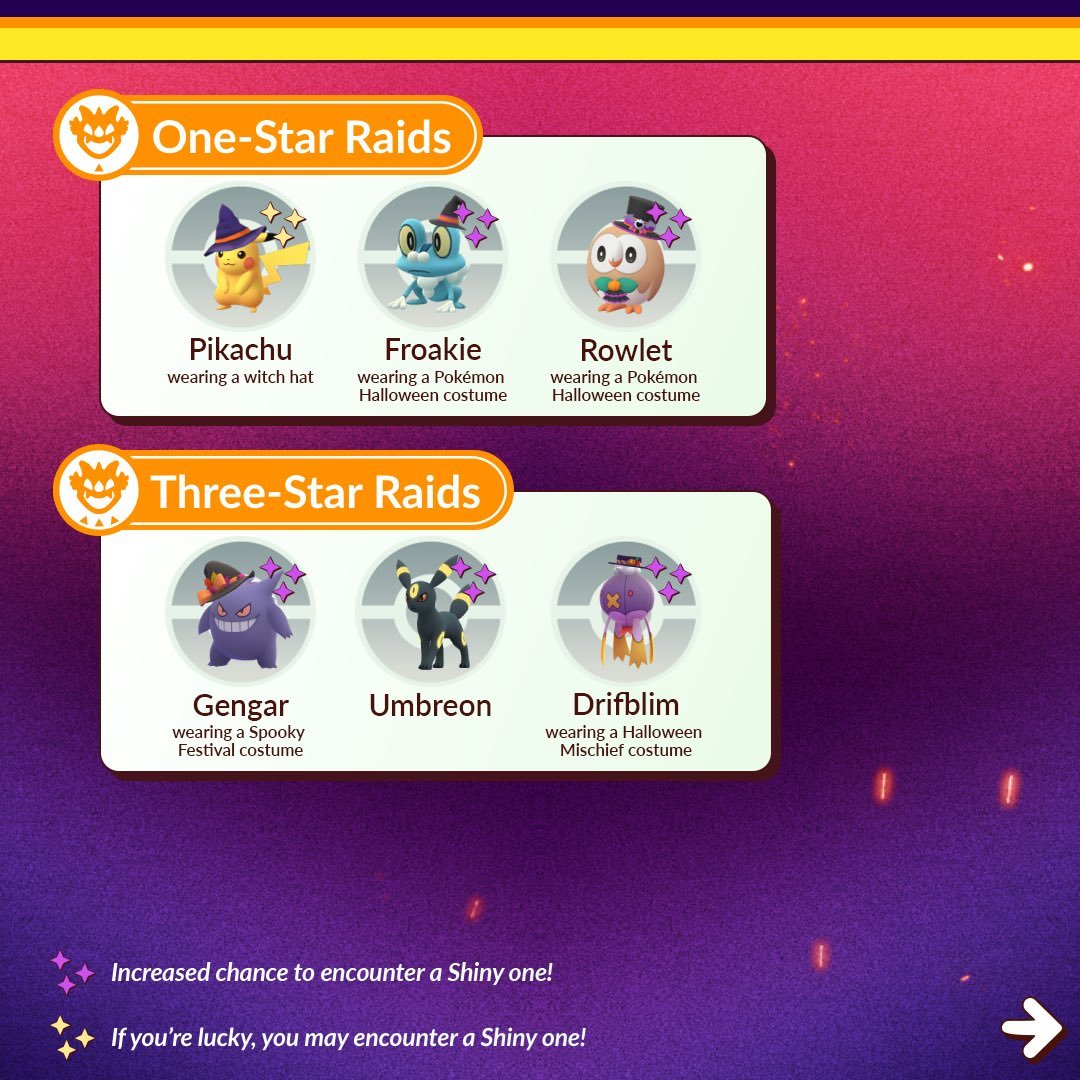 One-Star Raids
Pikachu
wearing a witch hat
Froakie
wearing a Pokémon
Halloween costume
Rowlet
wearing a Pokémon
Halloween costume
Three-Star Raids
Gengar
wearing a Spooky
Festival costume
Umbreon
Drifblim
wearing a Halloween
Mischief costume
Increased chance to encounter a Shiny one!
If you're lucky, you may encounter a Shiny one!